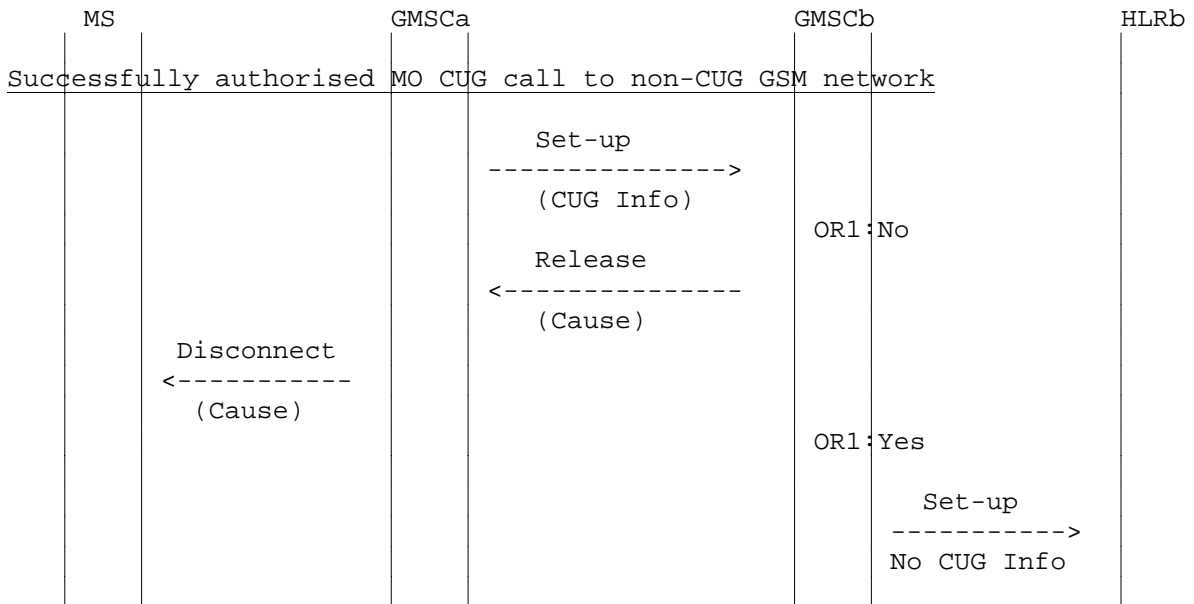 MS GMSCa GMSCb HLRb
Successfully authorised MO CUG call to non-CUG GSM network
Set-up
--------------->
(CUG Info)
OR1:No
Release
<---------------
(Cause)
Disconnect
<-----------
(Cause)
OR1:Yes
Set-up
----------->
No CUG Info